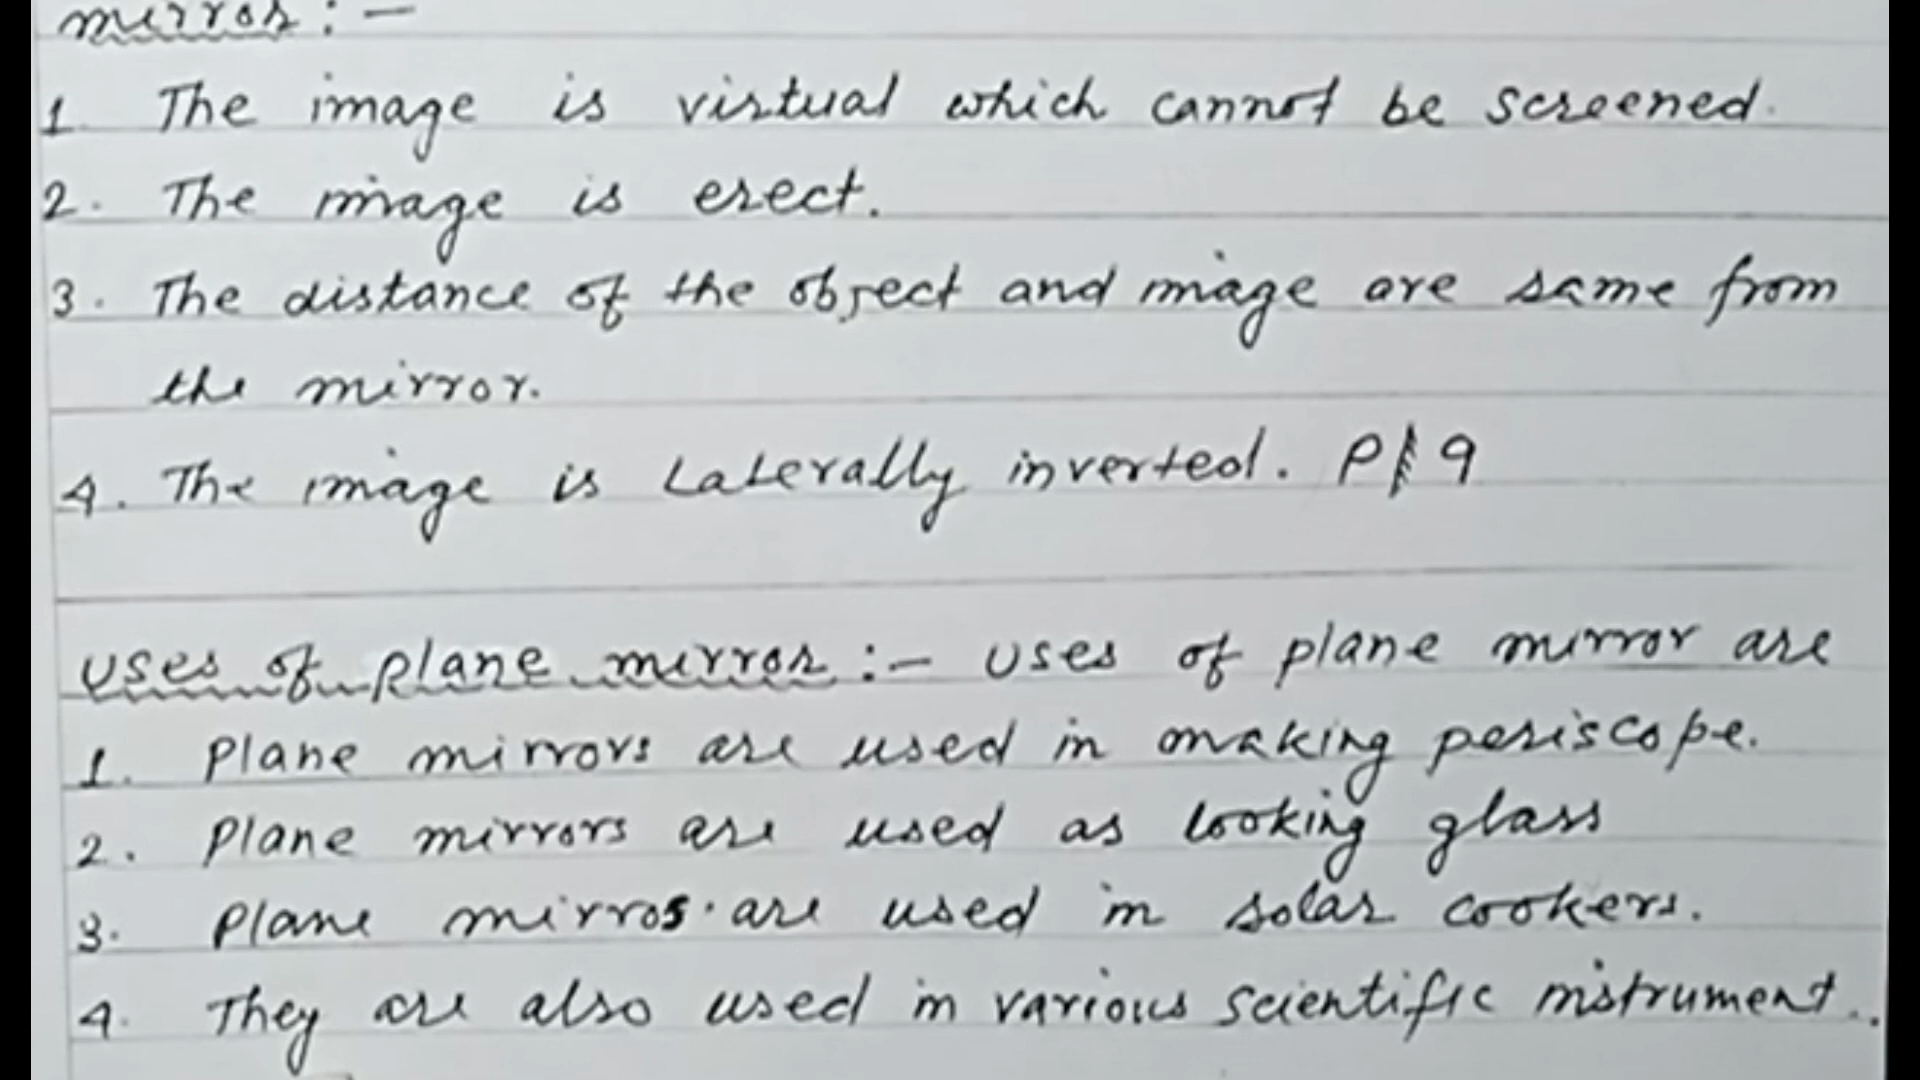 mirror :-
1. The image is virtual which cannot be screened.
2. The image is erect.
3. The distance of the object and image are same from
the mirror.
4. The image is Laterally inverted. P | 9
Uses of plane mirror :- Uses of plane mirror are
1. Plane mirrors are used in making periscope.
2. Plane mirrors are used as looking glass
3. Plane mirros are used in solar cookers.
4. They are also used in various scientific instrument..